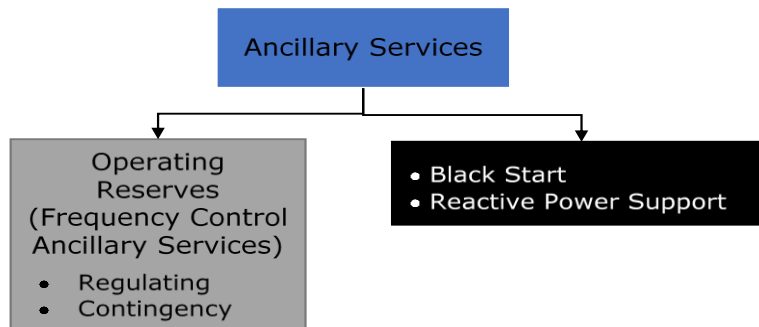 Ancillary Services
Operating
Reserves
(Frequency Control
Ancillary Services)
• Regulating
• Contingency
• Black Start
• Reactive Power Support